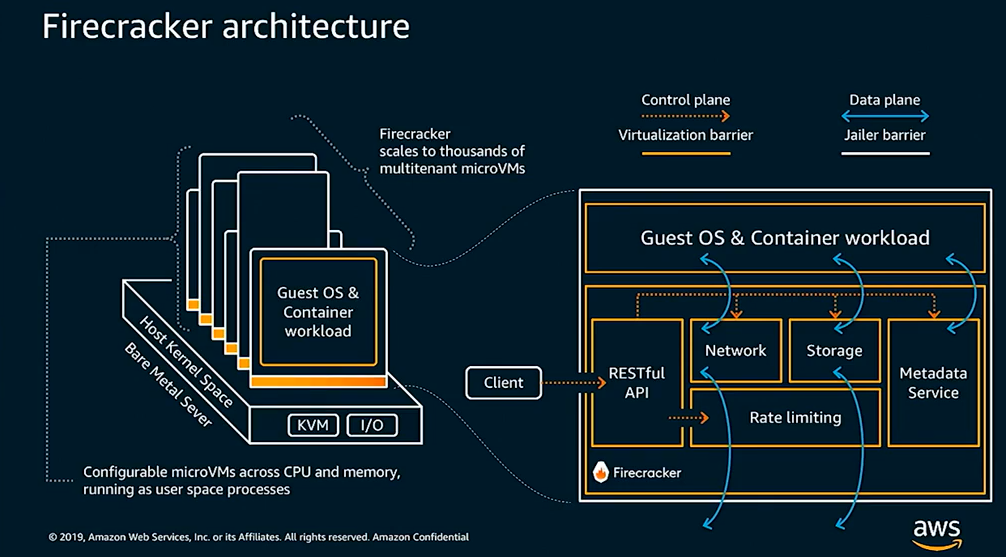 Firecracker architecture
Firecracker
scales to thousands of
multitenant microVMs
Control plane
Data plane
Virtualization barrier
Jailer barrier
Guest OS &
Container
workload
Host Kernel Space
Bare Metal Sever
KVM
I/O
Configurable microVMs across CPU and memory,
running as user space processes
Guest OS & Container workload
Client
RESTful
API
Network
Storage
Metadata
Service
Rate limiting
Firecracker
© 2019, Amazon Web Services, Inc. or its Affiliates. All rights reserved. Amazon Confidential
aws